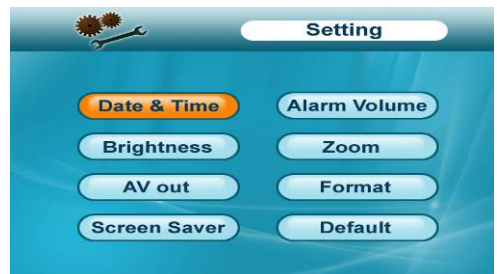 Setting
Date & Time
Alarm Volume
Brightness
Zoom
AV out
Format
Screen Saver
Default